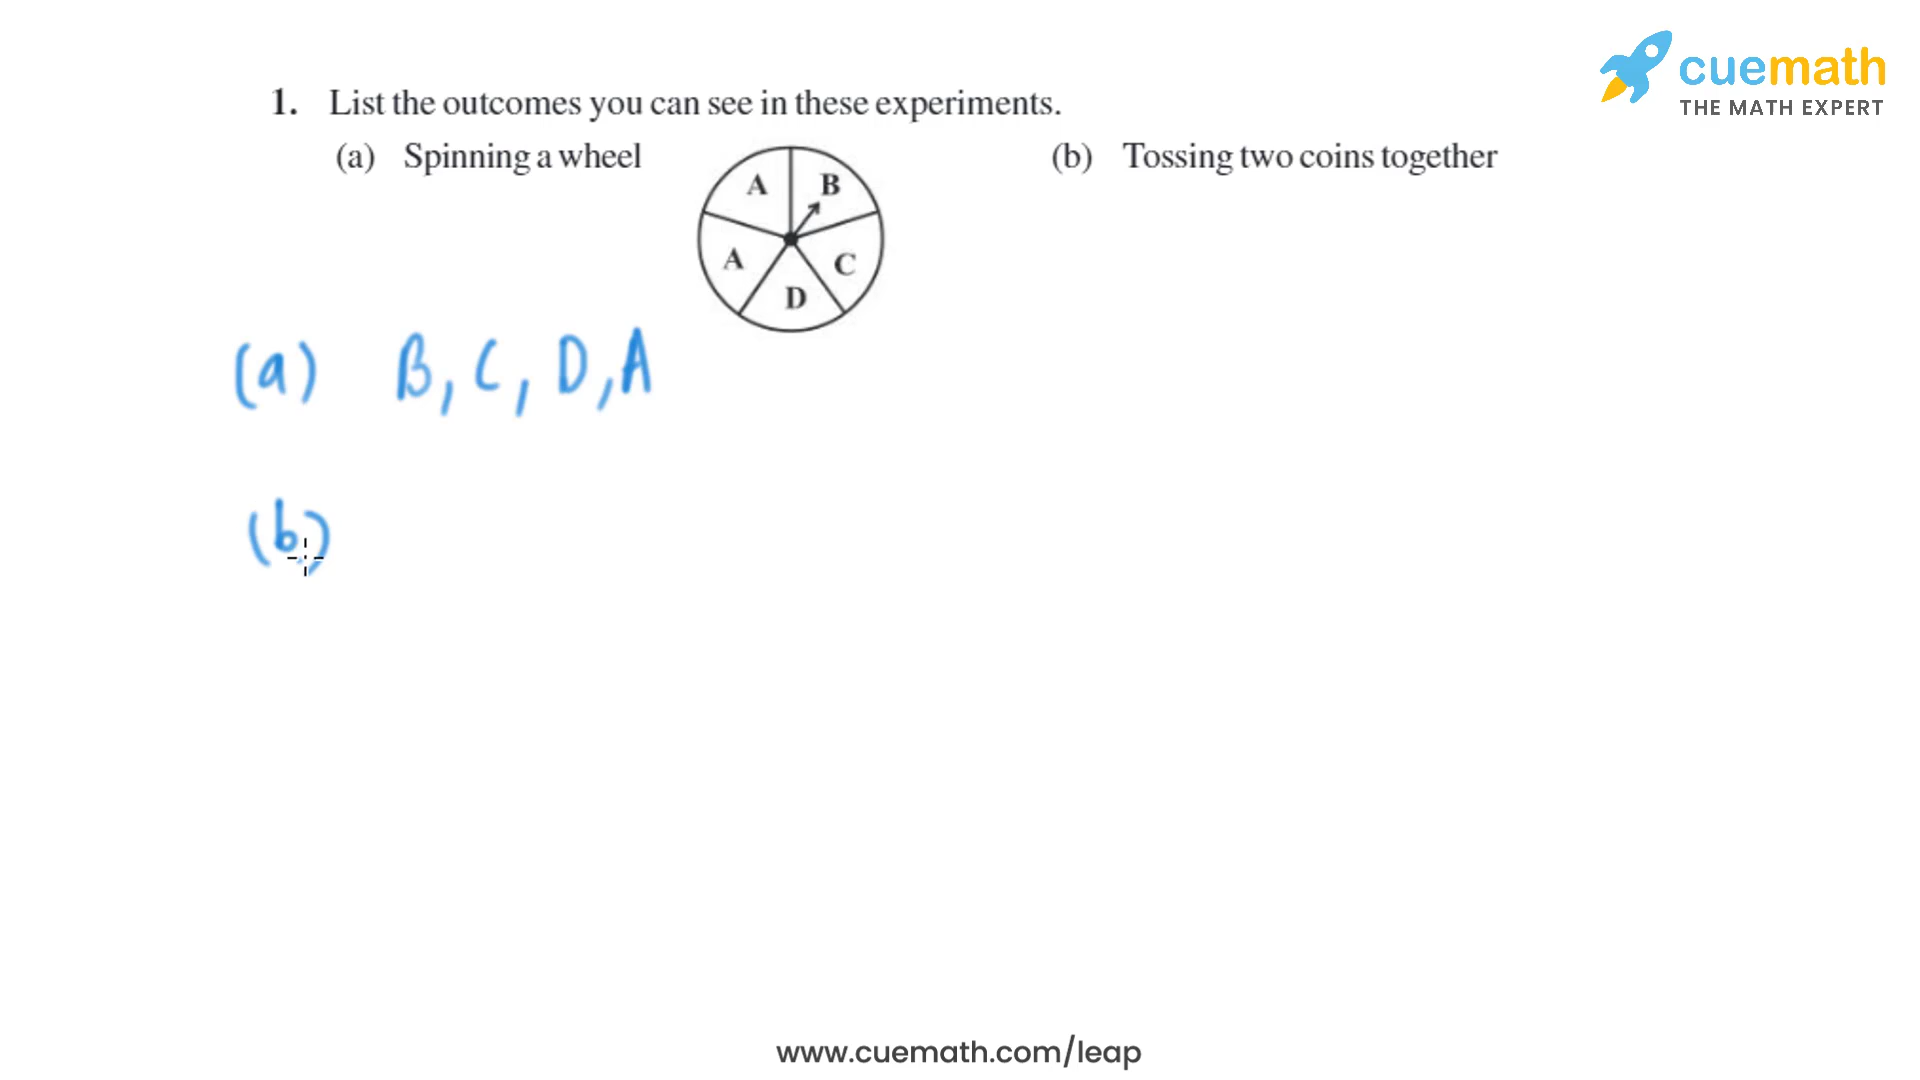 cuemath
THE MATH EXPERT
1. List the outcomes you can see in these experiments.
(a) Spinning a wheel (b) Tossing two coins together
A B
A C
D
(a) B, C, D, A
(b)
www.cuemath.com/leap